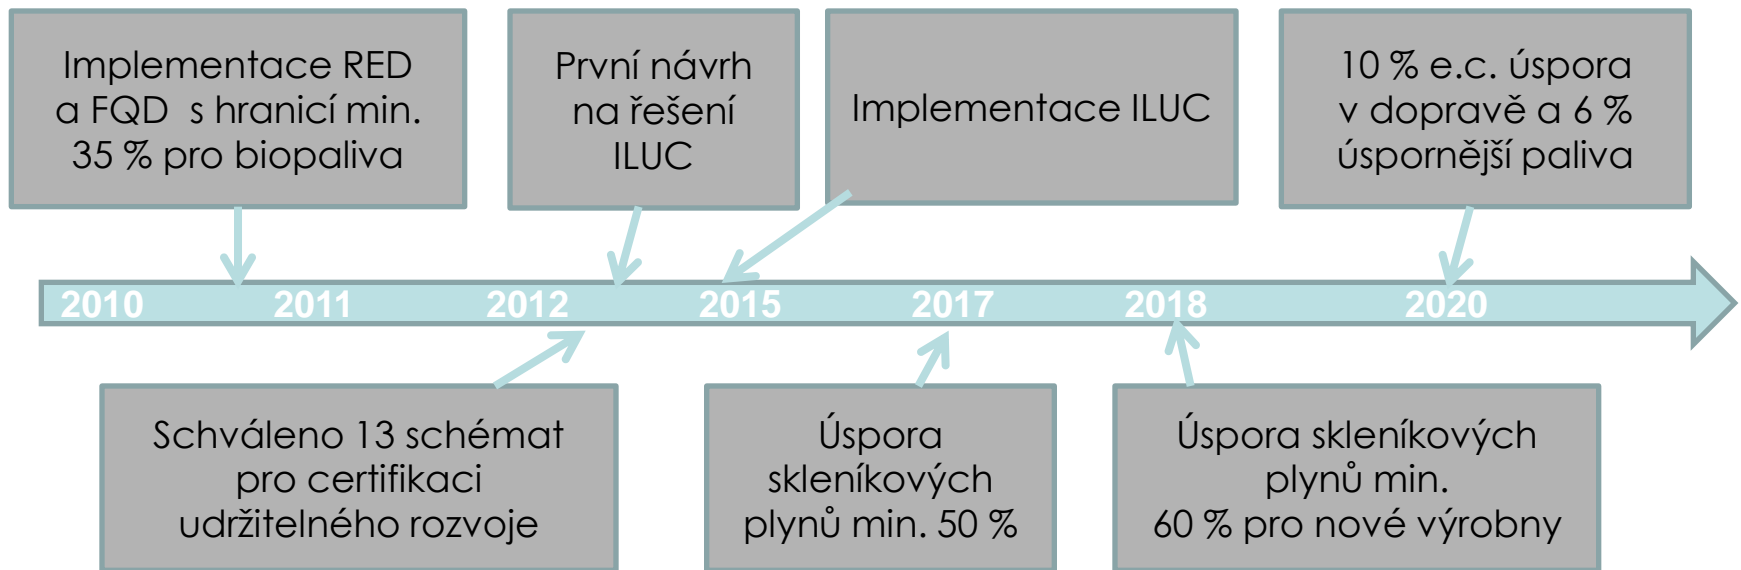 Implementace RED
a FQD s hranicí min.
35 % pro biopaliva
První návrh
na řešení
ILUC
Implementace ILUC
10 % e.c. úspora
v dopravě a 6 %
úspornější paliva
2010 2011 2012 2015 2017 2018 2020
Schváleno 13 schémat
pro certifikaci
udržitelného rozvoje
Úspora
skleníkových
plynů min. 50 %
Úspora skleníkových
plynů min.
60 % pro nové výrobny